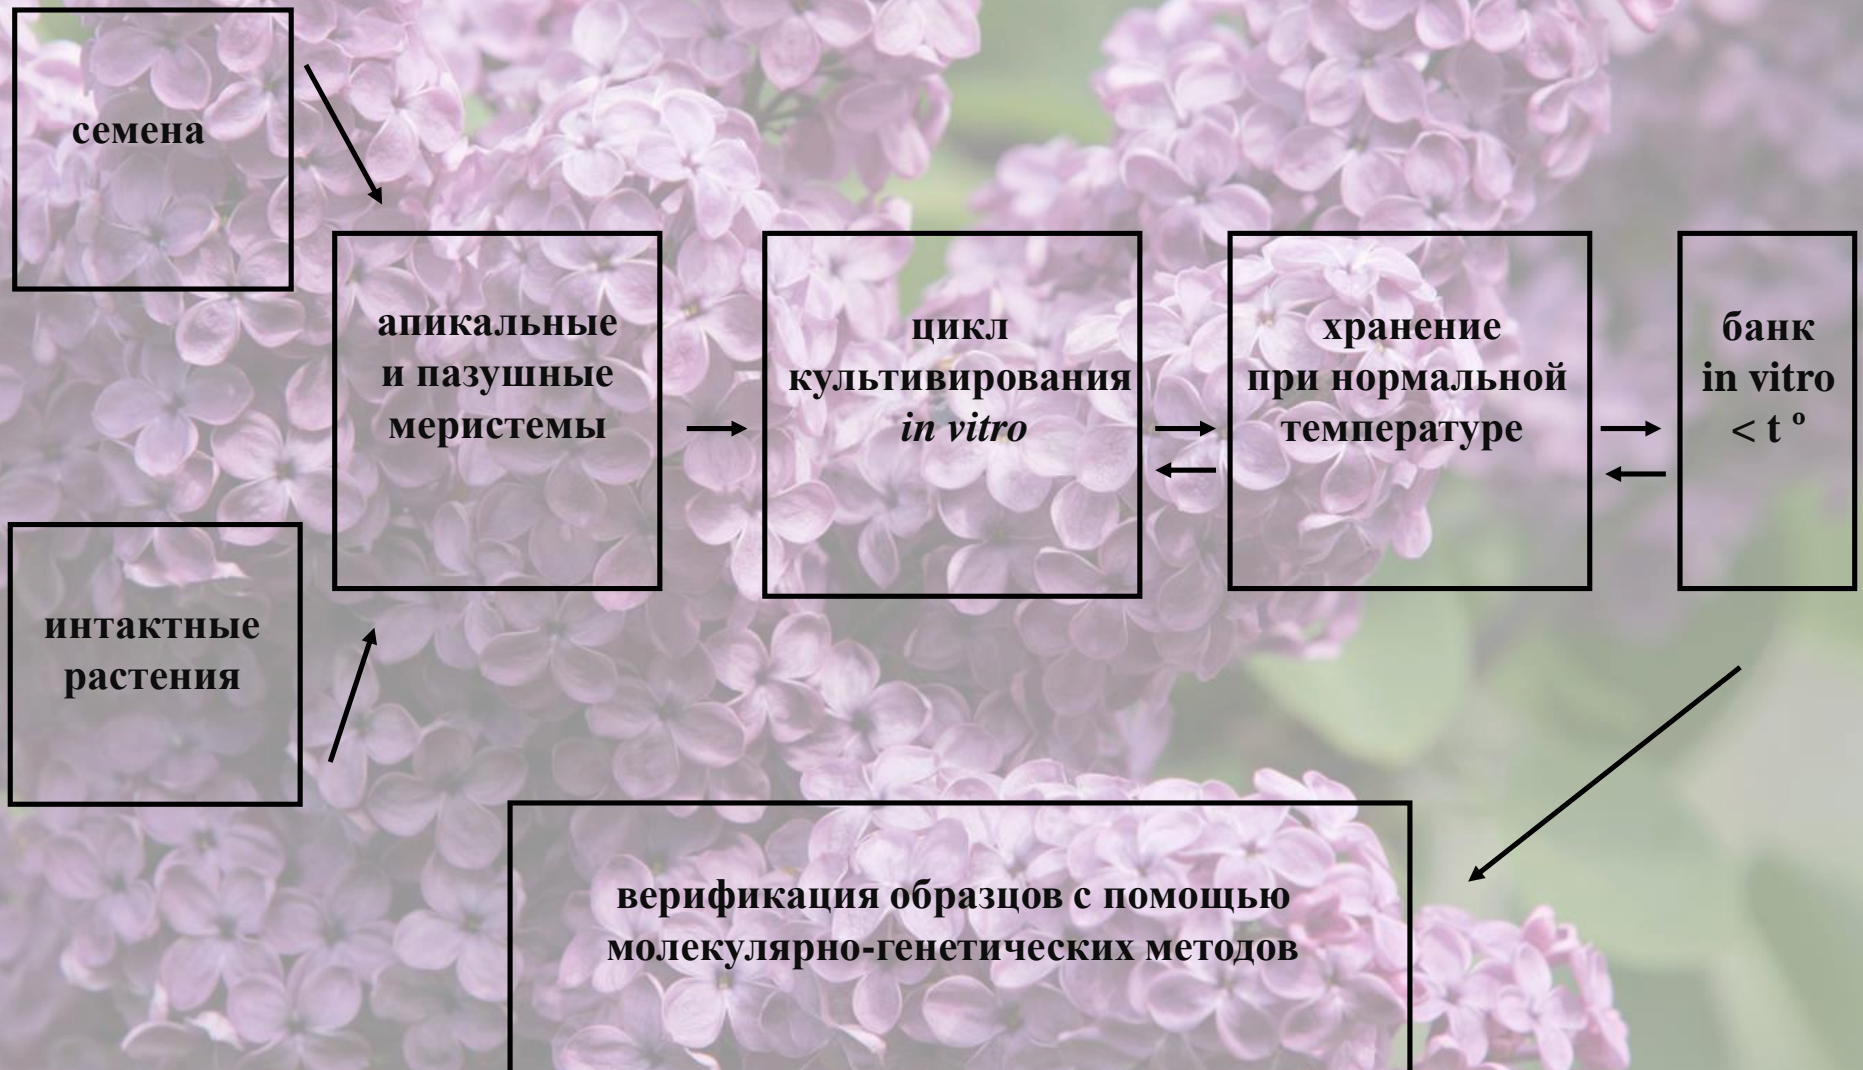 семена
апикальные
и пазушные
меристемы
цикл
культивирования
in vitro
хранение
при нормальной
температуре
банк
in vitro
< t º
интактные
растения
верификация образцов с помощью
молекулярно-генетических методов